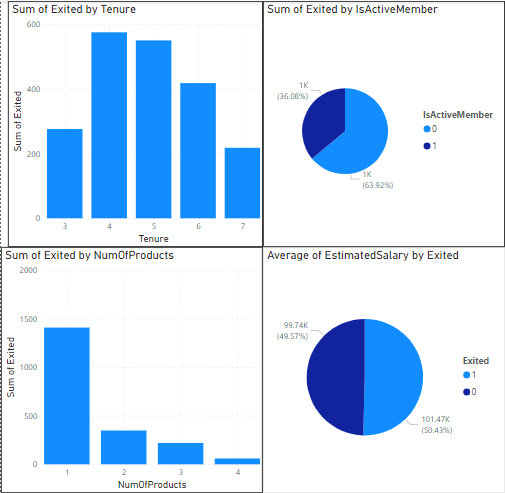 Sum of Exited by Tenure
600
400
200
0
Sum of Exited
3 4 5 6 7
Tenure
Sum of Exited by IsActiveMember
1K
(36.08%)
1K
(63.92%)
IsActiveMember
0
1
Sum of Exited by NumOfProducts
2000
1500
1000
500
0
Sum of Exited
1 2 3 4
NumOfProducts
Average of EstimatedSalary by Exited
99.74K
(49.57%)
101.47K
(50.43%)
Exited
1
0